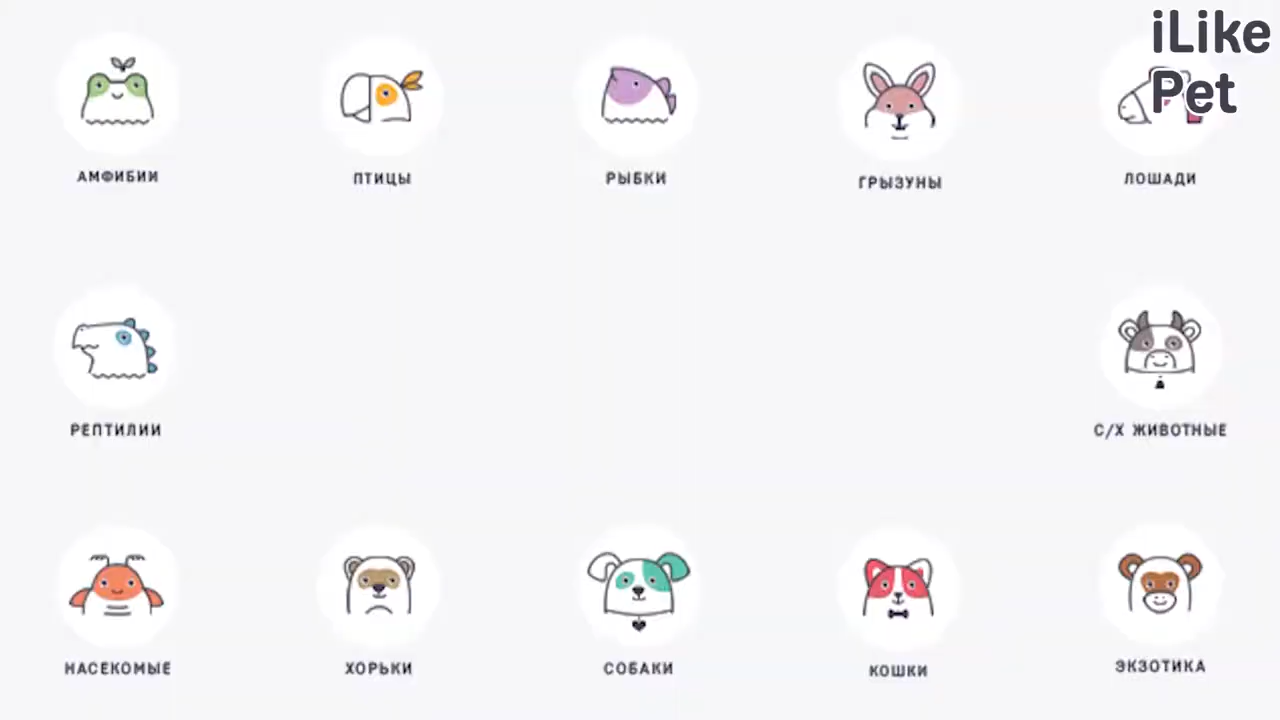 iLike
Pet
АМФИБИИ
ПТИЦЫ
РЫБКИ
ГРЫЗУНЫ
ЛОШАДИ
РЕПТИЛИИ
С/Х ЖИВОТНЫЕ
НАСЕКОМЫЕ
ХОРЬКИ
СОБАКИ
КОШКИ
ЭКЗОТИКА